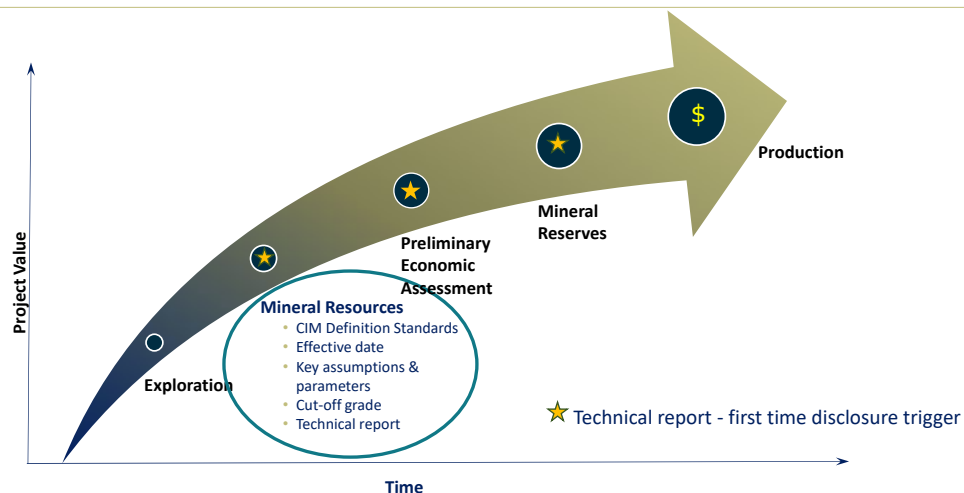 $
Production
Mineral
Reserves
Preliminary
Economic
Assessment
Project Value
Mineral Resources
• CIM Definition Standards
• Effective date
• Key assumptions &
parameters
• Cut-off grade
• Technical report
Exploration
Technical report - first time disclosure trigger
Time